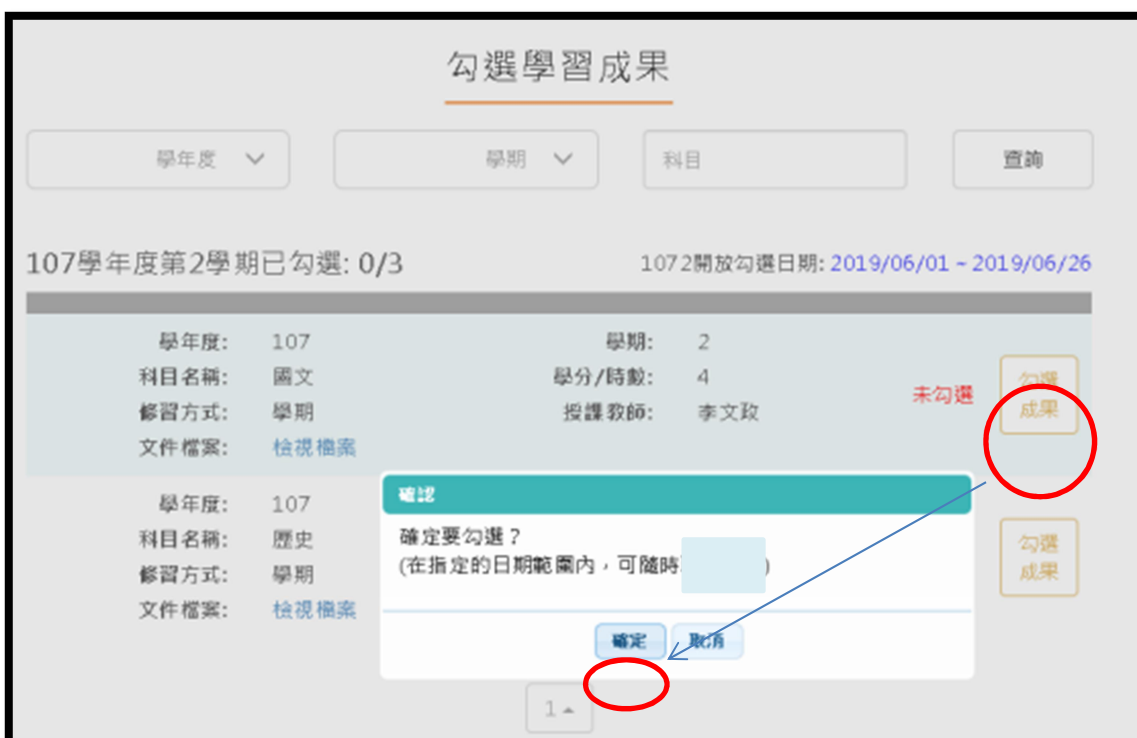 勾選學習成果
學年度
學期
科目
查詢
107學年度第2學期已勾選: 0/3
1072開放勾選日期: 2019/06/01 ~ 2019/06/26
學年度: 107 學期: 2
科目名稱: 國文 學分/時數: 4
修習方式: 學期 授課教師: 李文政
文件檔案: 檢視檔案
未勾選
勾選
成果
學年度: 107
科目名稱: 歷史
修習方式: 學期
文件檔案: 檢視檔案
勾選
成果
確認
確定要勾選？
(在指定的日期範圍內，可隨時 )
確定 取消
1